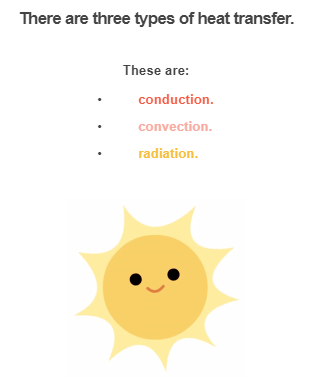 There are three types of heat transfer.
These are:
• conduction.
• convection.
• radiation.